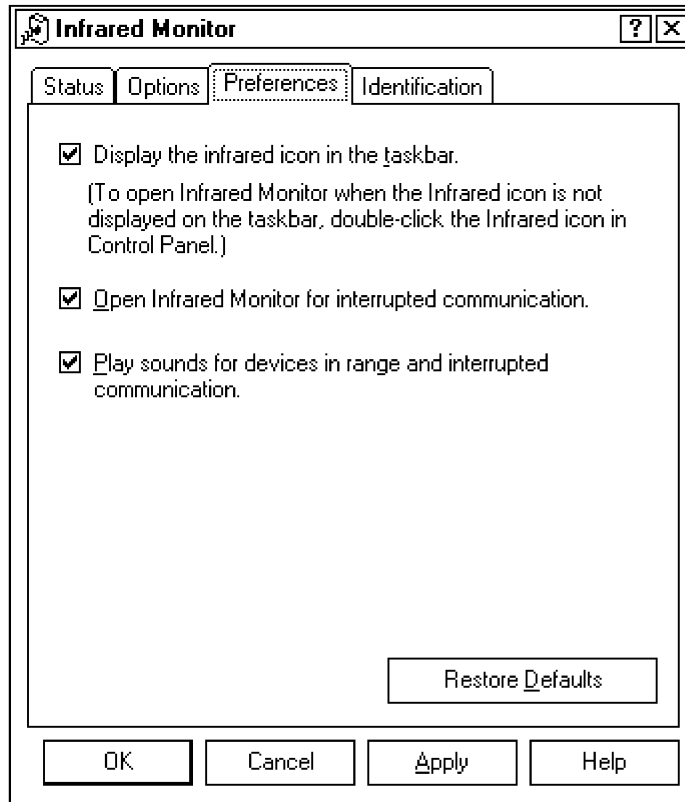 Infrared Monitor
Status Options Preferences Identification
Display the infrared icon in the taskbar.
(To open Infrared Monitor when the Infrared icon is not
displayed on the taskbar, double-click the Infrared icon in
Control Panel.)
Open Infrared Monitor for interrupted communication.
Play sounds for devices in range and interrupted
communication.
Restore Defaults
OK Cancel Apply Help